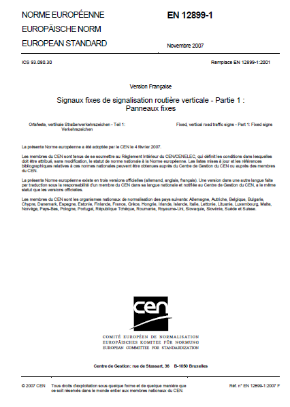 NORME EUROPÉENNE
EN 12899-1
EUROPÄISCHE NORM
EUROPEAN STANDARD
Novembre 2007
ICS 93.080.30
Remplace EN 12899-1:2001
Version Française
Signaux fixes de signalisation routière verticale - Partie 1 :
Panneaux fixes
Ortsfeste, vertikale Straßenverkehrszeichen - Teil 1:
Verkehrszeichen
Fixed, vertical road traffic signs - Part 1: Fixed signs
La présente Norme européenne a été adoptée par le CEN le 4 février 2007.
Les membres du CEN sont tenus de se soumettre au Règlement Intérieur du CEN/CENELEC, qui définit les conditions dans lesquelles
doit être attribué, sans modification, le statut de norme nationale à la Norme européenne. Les listes mises à jour et les références
bibliographiques relatives à ces normes nationales peuvent être obtenues auprès du Centre de Gestion ou auprès des membres
du CEN.
La présente Norme européenne existe en trois versions officielles (allemand, anglais, français). Une version dans une autre langue faite
par traduction sous la responsabilité d'un membre du CEN dans sa langue nationale et notifiée au Centre de Gestion du CEN, a le même
statut que les versions officielles.
Les membres du CEN sont les organismes nationaux de normalisation des pays suivants: Allemagne, Autriche, Belgique, Bulgarie,
Chypre, Danemark, Espagne, Estonie, Finlande, France, Grèce, Hongrie, Irlande, Islande, Italie, Lettonie, Lituanie, Luxembourg, Malte,
Norvège, Pays-Bas, Pologne, Portugal, République Tchèque, Roumanie, Royaume-Uni, Slovaquie, Slovénie, Suède et Suisse.
cen
COMITÉ EUROPÉEN DE NORMALISATION
EUROPÄISCHES KOMITEE FÜR NORMUNG
EUROPEAN COMMITTEE FOR STANDARDIZATION
Centre de Gestion: rue de Stassart, 36 B-1050 Bruxelles
© 2007 CEN
Tous droits d'exploitation sous quelque forme et de quelque manière que
ce soit réservés dans le monde entier aux membres nationaux du CEN.
Réf. n° EN 12899-1:2007 F